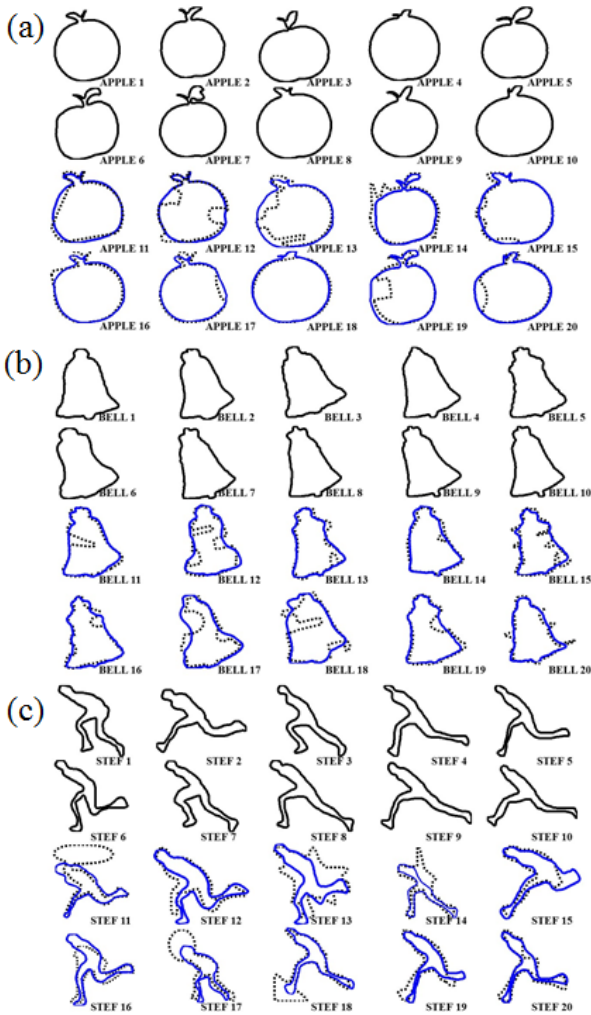 (a)
APPLE 1 APPLE 2 APPLE 3 APPLE 4 APPLE 5
APPLE 6 APPLE 7 APPLE 8 APPLE 9 APPLE 10
APPLE 11 APPLE 12 APPLE 13 APPLE 14 APPLE 15
APPLE 16 APPLE 17 APPLE 18 APPLE 19 APPLE 20
(b)
BELL 1 BELL 2 BELL 3 BELL 4 BELL 5
BELL 6 BELL 7 BELL 8 BELL 9 BELL 10
BELL 11 BELL 12 BELL 13 BELL 14 BELL 15
BELL 16 BELL 17 BELL 18 BELL 19 BELL 20
(c)
STEF 1 STEF 2 STEF 3 STEF 4 STEF 5
STEF 6 STEF 7 STEF 8 STEF 9 STEF 10
STEF 11 STEF 12 STEF 13 STEF 14 STEF 15
STEF 16 STEF 17 STEF 18 STEF 19 STEF 20